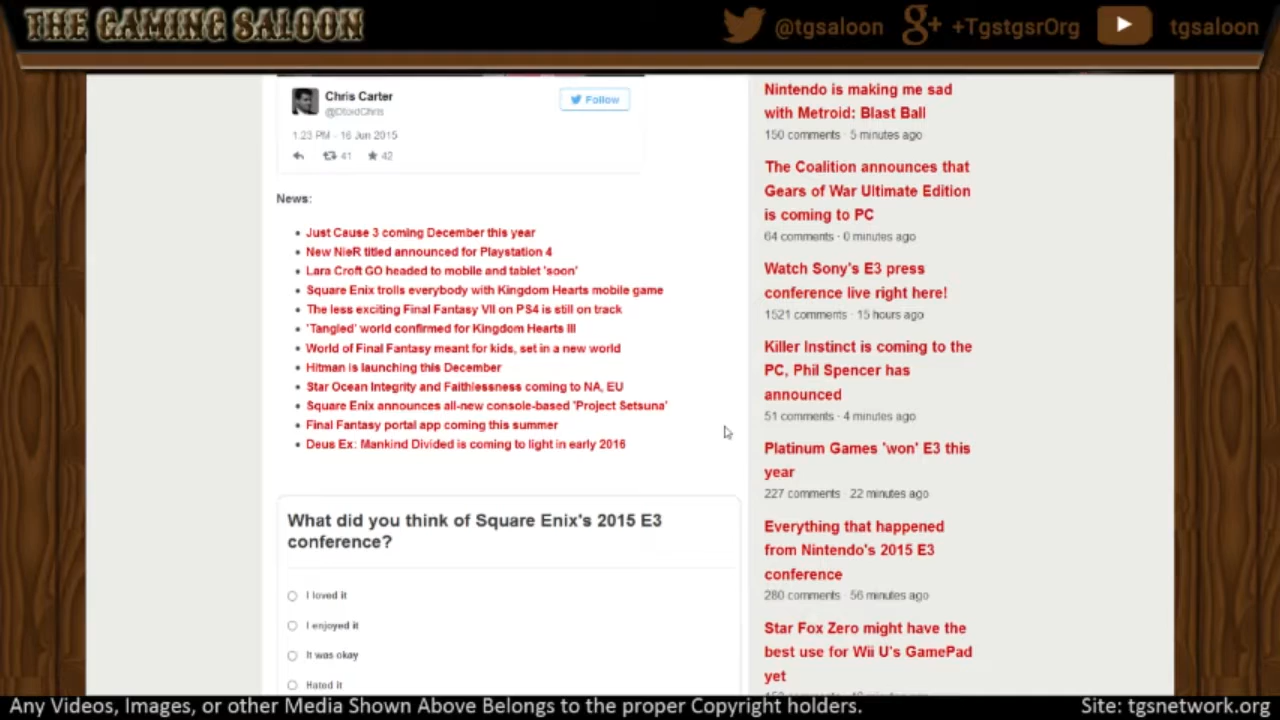 THE GAMING SALOON
@tgsaloon
+TgstgsrOrg
tgsaloon
Chris Carter
@DtoidChris
Follow
1:23 PM - 16 Jun 2015
41 42
News:
Just Cause 3 coming December this year
New NieR titled announced for Playstation 4
Lara Croft GO headed to mobile and tablet 'soon'
Square Enix trolls everybody with Kingdom Hearts mobile game
The less exciting Final Fantasy VII on PS4 is still on track
'Tangled' world confirmed for Kingdom Hearts III
World of Final Fantasy meant for kids, set in a new world
Hitman is launching this December
Star Ocean Integrity and Faithlessness coming to NA, EU
Square Enix announces all-new console-based 'Project Setsuna'
Final Fantasy portal app coming this summer
Deus Ex: Mankind Divided is coming to light in early 2016
What did you think of Square Enix's 2015 E3
conference?
I loved it
I enjoyed it
It was okay
Hated it
Nintendo is making me sad
with Metroid: Blast Ball
150 comments · 5 minutes ago
The Coalition announces that
Gears of War Ultimate Edition
is coming to PC
64 comments · 0 minutes ago
Watch Sony's E3 press
conference live right here!
1521 comments · 15 hours ago
Killer Instinct is coming to the
PC, Phil Spencer has
announced
51 comments · 4 minutes ago
Platinum Games 'won' E3 this
year
227 comments · 22 minutes ago
Everything that happened
from Nintendo's 2015 E3
conference
280 comments · 56 minutes ago
Star Fox Zero might have the
best use for Wii U's GamePad
yet
Any Videos, Images, or other Media Shown Above Belongs to the proper Copyright holders.
Site: tgsnetwork.org